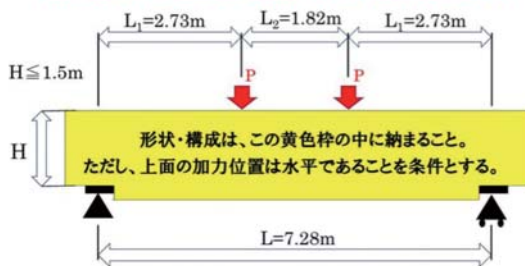 L₁=2.73m L₂=1.82m L₁=2.73m
H≦1.5m
P P
H
形状・構成は、この黄色枠の中に納まること。
ただし、上面の加力位置は水平であることを条件とする。
L=7.28m